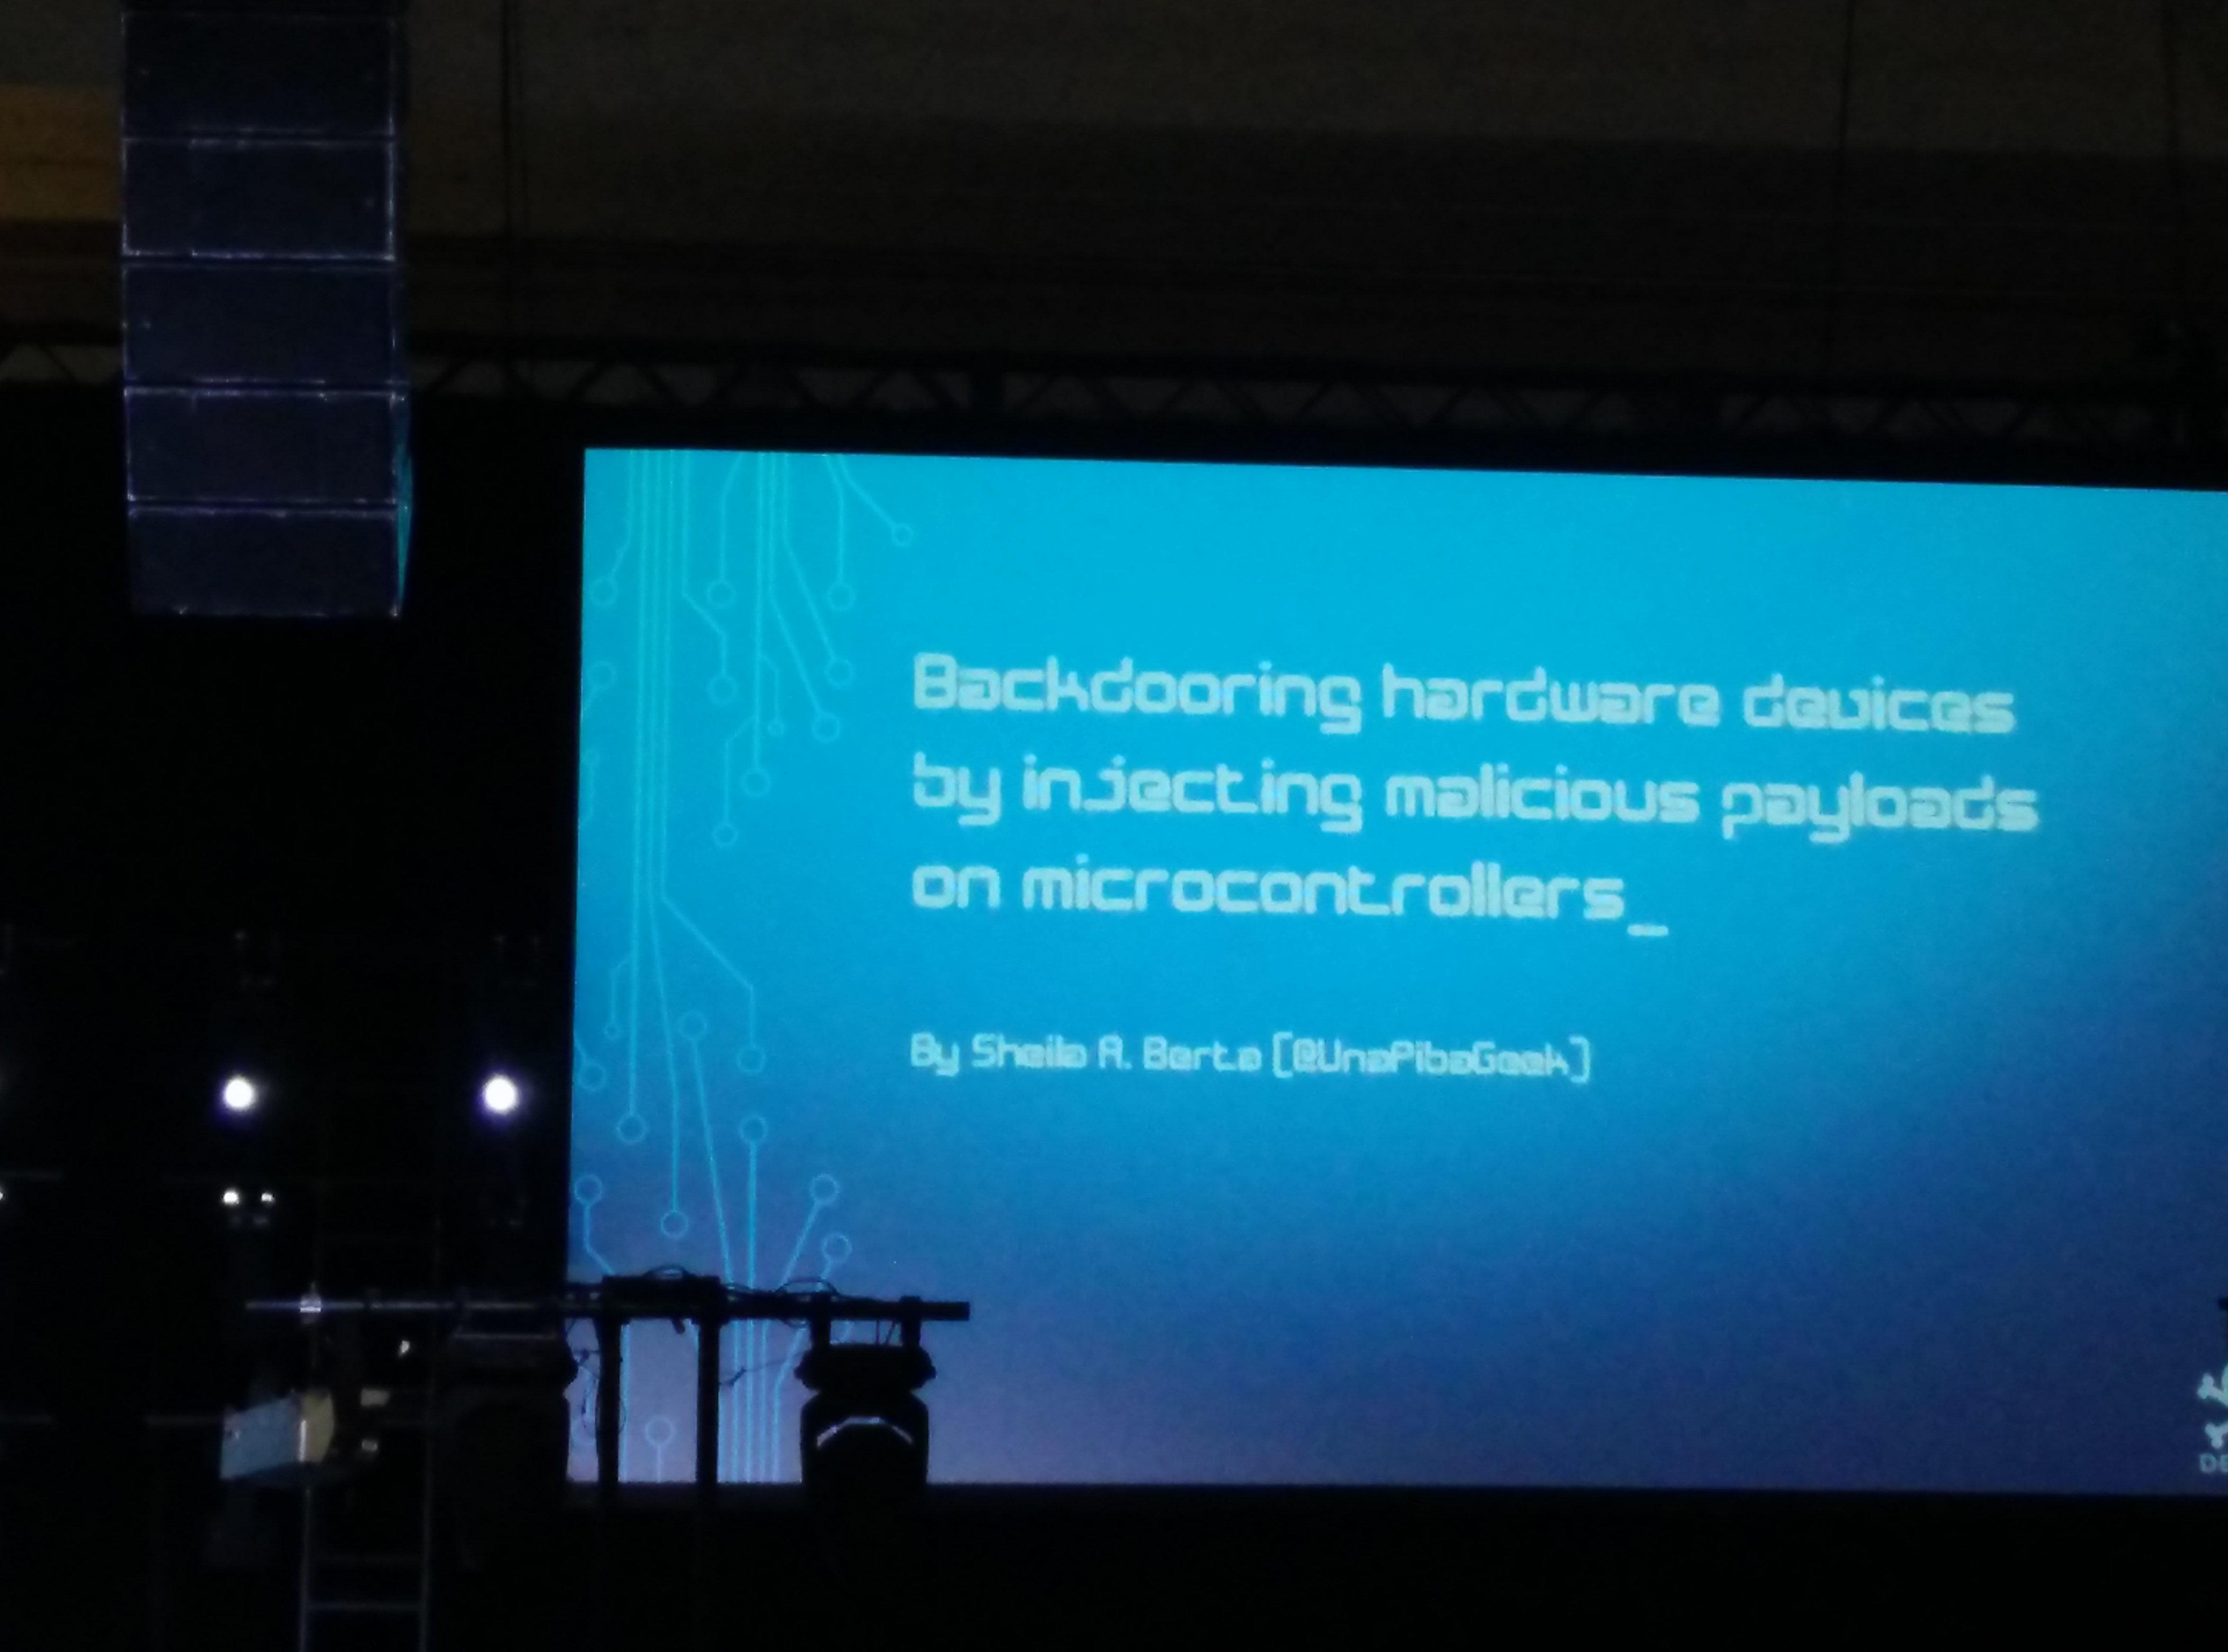 Backdooring hardware devices
by injecting malicious payloads
on microcontrollers_
By Sheila A. Berta [@UnaPibaGeek]
DE